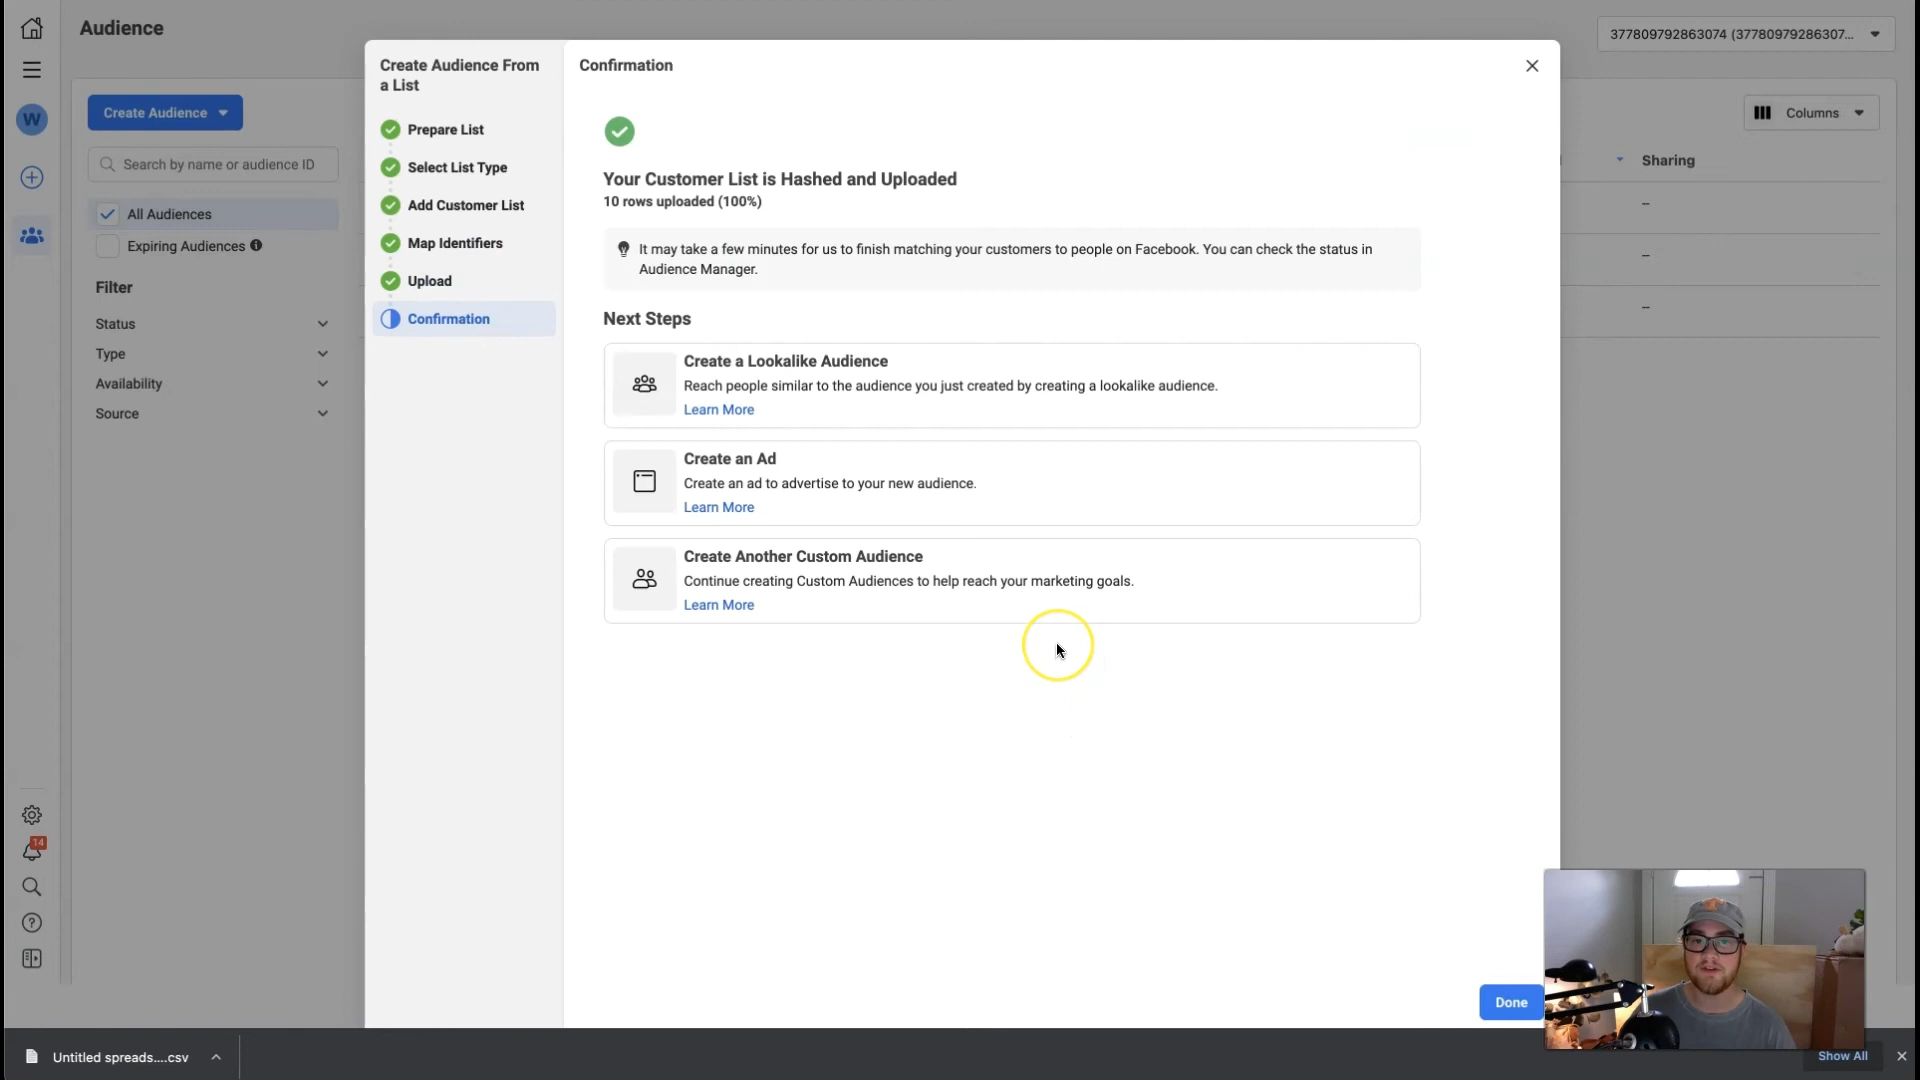 Audience
377809792863074 (37780979286307...
W
Create Audience
Search by name or audience ID
All Audiences
Expiring Audiences
Filter
Status
Type
Availability
Source
14
Create Audience From
a List
Prepare List
Select List Type
Add Customer List
Map Identifiers
Upload
Confirmation
Confirmation
Your Customer List is Hashed and Uploaded
10 rows uploaded (100%)
It may take a few minutes for us to finish matching your customers to people on Facebook. You can check the status in
Audience Manager.
Next Steps
Create a Lookalike Audience
Reach people similar to the audience you just created by creating a lookalike audience.
Learn More
Create an Ad
Create an ad to advertise to your new audience.
Learn More
Create Another Custom Audience
Continue creating Custom Audiences to help reach your marketing goals.
Learn More
Done
Columns
Sharing
--
--
--
Untitled spreads....csv
Show All